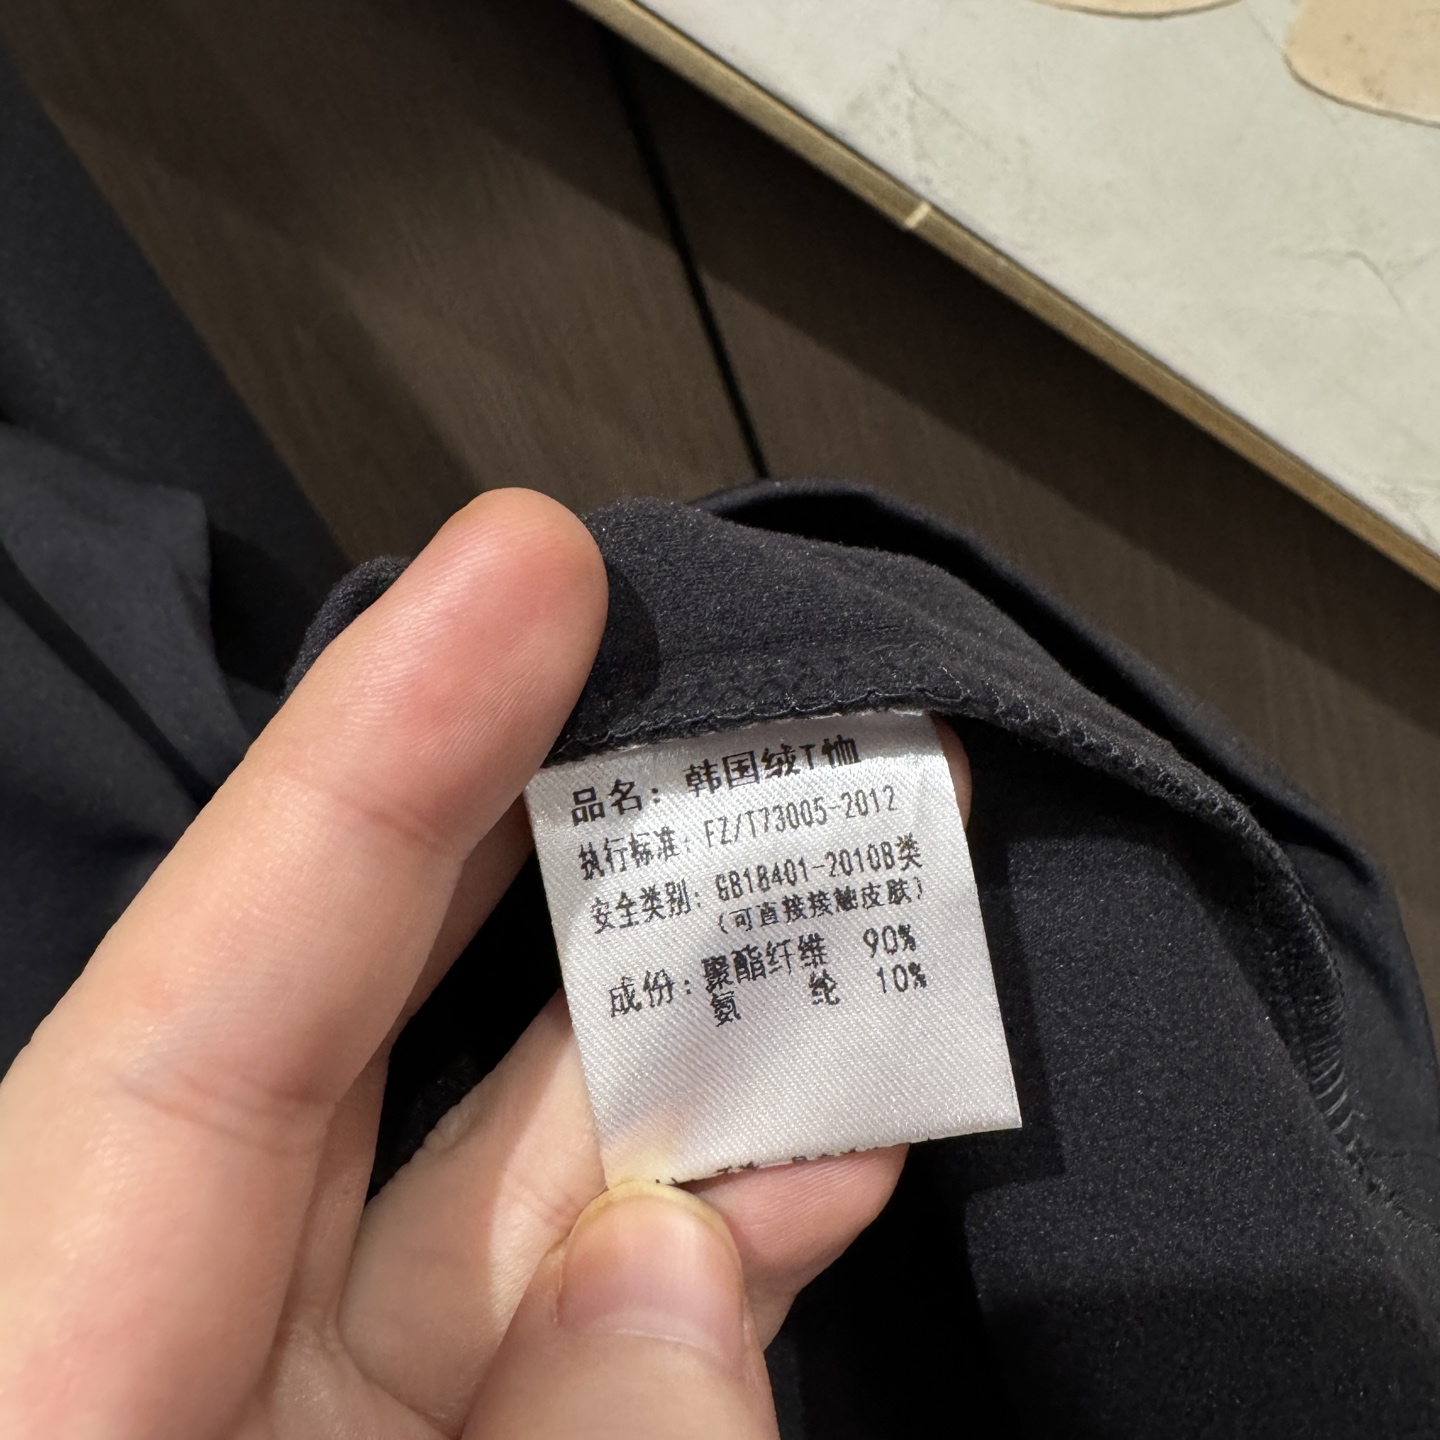 品名：韩国绒T恤
执行标准：FZ/T73005-2012
安全类别：GB18401-2010B类
（可直接接触皮肤）
成份：聚酯纤维 90%
氨 纶 10%